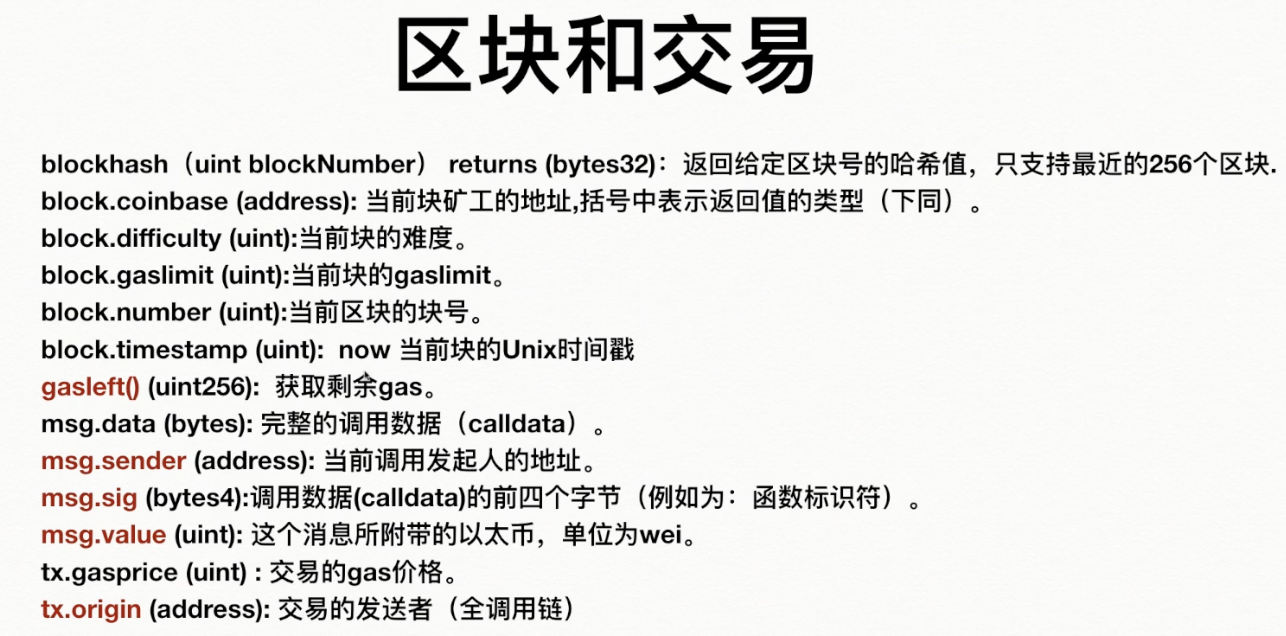 区块和交易
blockhash（uint blockNumber） returns (bytes32)：返回给定区块号的哈希值，只支持最近的256个区块.
block.coinbase (address): 当前块矿工的地址,括号中表示返回值的类型（下同）。
block.difficulty (uint):当前块的难度。
block.gaslimit (uint):当前块的gaslimit。
block.number (uint):当前区块的块号。
block.timestamp (uint): now 当前块的Unix时间戳
gasleft() (uint256): 获取剩余gas。
msg.data (bytes): 完整的调用数据（calldata）。
msg.sender (address): 当前调用发起人的地址。
msg.sig (bytes4):调用数据(calldata)的前四个字节（例如为：函数标识符）。
msg.value (uint): 这个消息所附带的以太币，单位为wei。
tx.gasprice (uint) : 交易的gas价格。
tx.origin (address): 交易的发送者（全调用链）